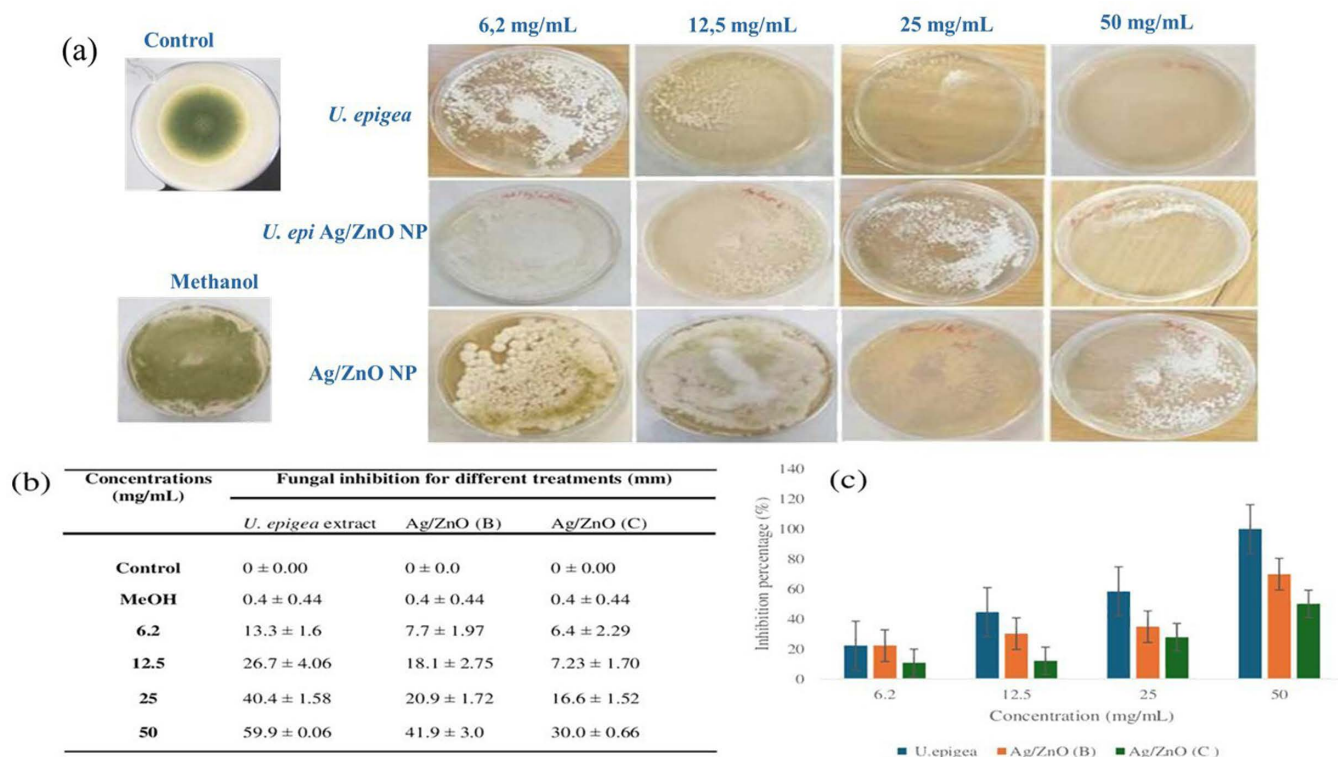 (a)
Control
6,2 mg/mL 12,5 mg/mL 25 mg/mL 50 mg/mL
U. epigea
U. epi Ag/ZnO NP
Methanol
Ag/ZnO NP
(b)
Concentrations (mg/mL) Fungal inhibition for different treatments (mm)
U. epigea extract Ag/ZnO (B) Ag/ZnO (C)
Control 0 ± 0.00 0 ± 0.0 0 ± 0.00
MeOH 0.4 ± 0.44 0.4 ± 0.44 0.4 ± 0.44
6.2 13.3 ± 1.6 7.7 ± 1.97 6.4 ± 2.29
12.5 26.7 ± 4.06 18.1 ± 2.75 7.23 ± 1.70
25 40.4 ± 1.58 20.9 ± 1.72 16.6 ± 1.52
50 59.9 ± 0.06 41.9 ± 3.0 30.0 ± 0.66
(c)
Inhibition percentage (%)
140
120
100
80
60
40
20
0
6.2 12.5 25 50
Concentration (mg/mL)
U.epigea Ag/ZnO (B) Ag/ZnO (C )